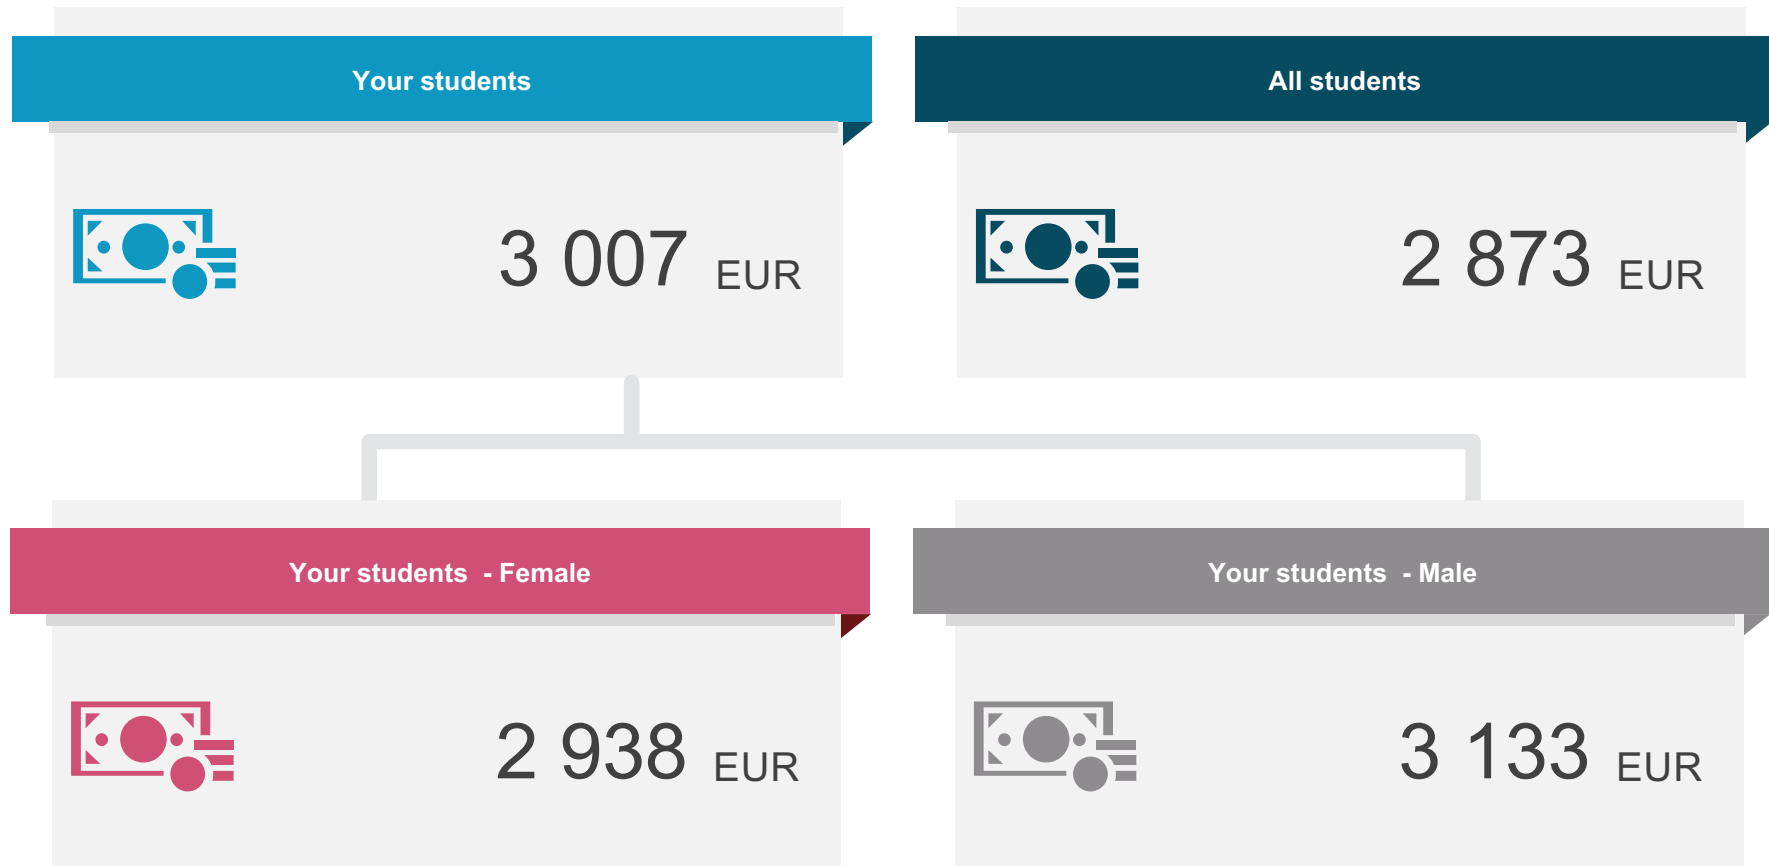 Your students
All students
3 007 EUR
2 873 EUR
Your students - Female
Your students - Male
2 938 EUR
3 133 EUR